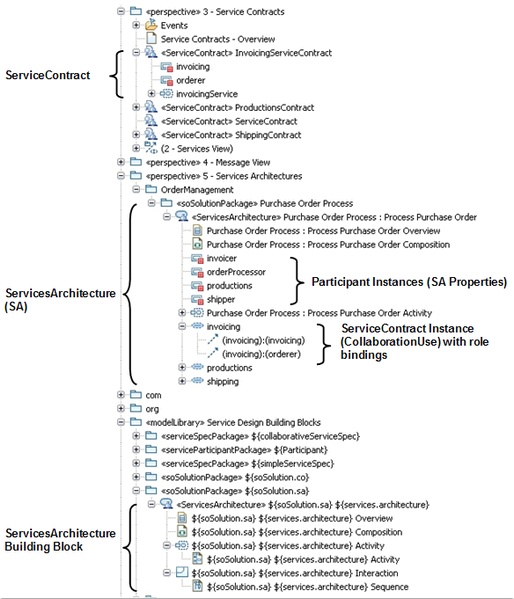 «perspective» 3 - Service Contracts
Events
Service Contracts - Overview
«ServiceContract» InvoicingServiceContract
ServiceContract
invoicing
orderer
invoicingService
«ServiceContract» ProductionsContract
«ServiceContract» ServiceContract
«ServiceContract» ShippingContract
(2 - Services View)
«perspective» 4 - Message View
«perspective» 5 - Services Architectures
OrderManagement
«soSolutionPackage» Purchase Order Process
«ServicesArchitecture» Purchase Order Process : Process Purchase Order
Purchase Order Process : Process Purchase Order Overview
Purchase Order Process : Process Purchase Order Composition
invoicer
orderProcessor
productions
shipper
Participant Instances (SA Properties)
ServicesArchitecture
(SA)
Purchase Order Process : Process Purchase Order Activity
invoicing
(invoicing):(invoicing)
(invoicing):(orderer)
ServiceContract Instance
(CollaborationUse) with role
bindings
productions
shipping
com
org
«modelLibrary» Service Design Building Blocks
«serviceSpecPackage» ${collaborativeServiceSpec}
«serviceParticipantPackage» ${Participant}
«serviceSpecPackage» ${simpleServiceSpec}
«soSolutionPackage» ${soSolution.co}
«soSolutionPackage» ${soSolution.sa}
«ServicesArchitecture» ${soSolution.sa} ${services.architecture}
${soSolution.sa} ${services.architecture} Overview
${soSolution.sa} ${services.architecture} Composition
ServicesArchitecture
Building Block
${soSolution.sa} ${services.architecture} Activity
${soSolution.sa} ${services.architecture} Activity
${soSolution.sa} ${services.architecture} Interaction
${soSolution.sa} ${services.architecture} Sequence